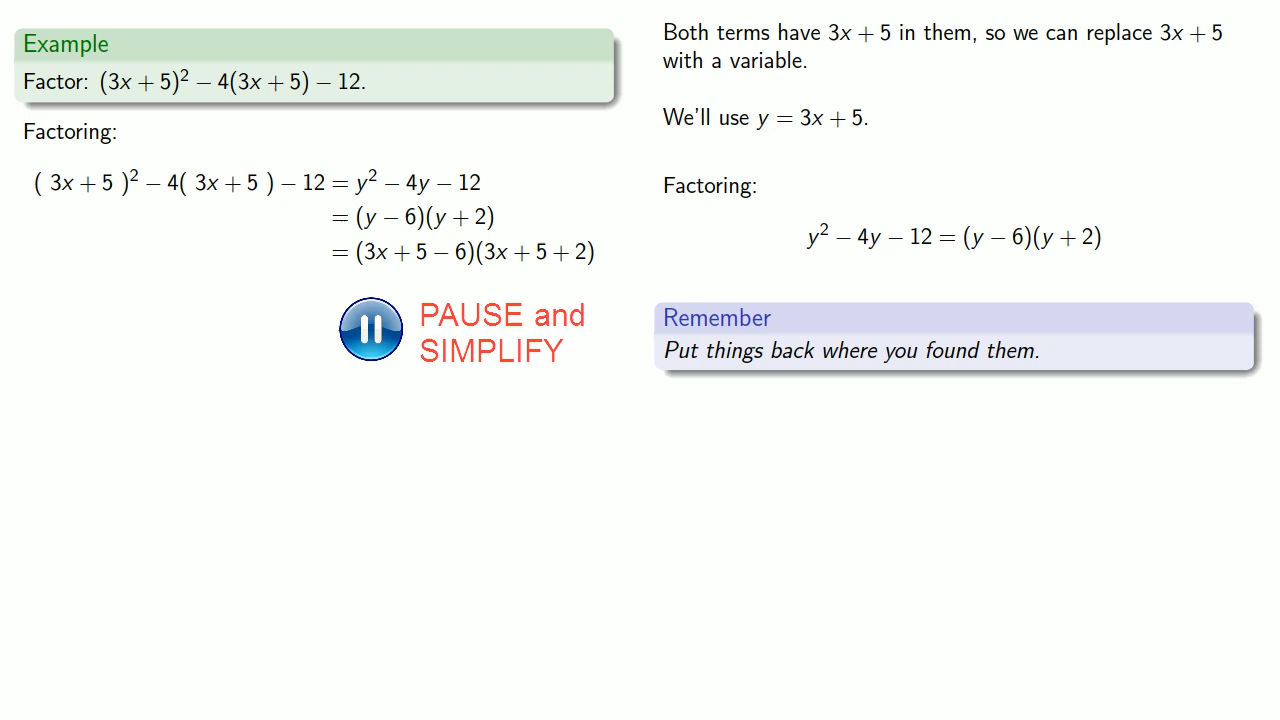 Example
Factor: (3x + 5)² − 4(3x + 5) − 12.
Factoring:
( 3x + 5 )² − 4( 3x + 5 ) − 12 = y² − 4y − 12
= (y − 6)(y + 2)
= (3x + 5 − 6)(3x + 5 + 2)
PAUSE and
SIMPLIFY
Both terms have 3x + 5 in them, so we can replace 3x + 5
with a variable.
We'll use y = 3x + 5.
Factoring:
y² − 4y − 12 = (y − 6)(y + 2)
Remember
Put things back where you found them.